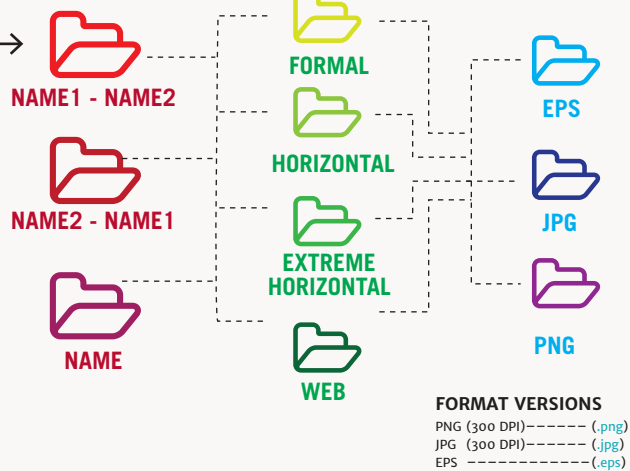 NAME1 - NAME2
NAME2 - NAME1
NAME
FORMAL
HORIZONTAL
EXTREME
HORIZONTAL
WEB
EPS
JPG
PNG
FORMAT VERSIONS
PNG (300 DPI)------ (.png)
JPG (300 DPI)------ (.jpg)
EPS ------------ (.eps)